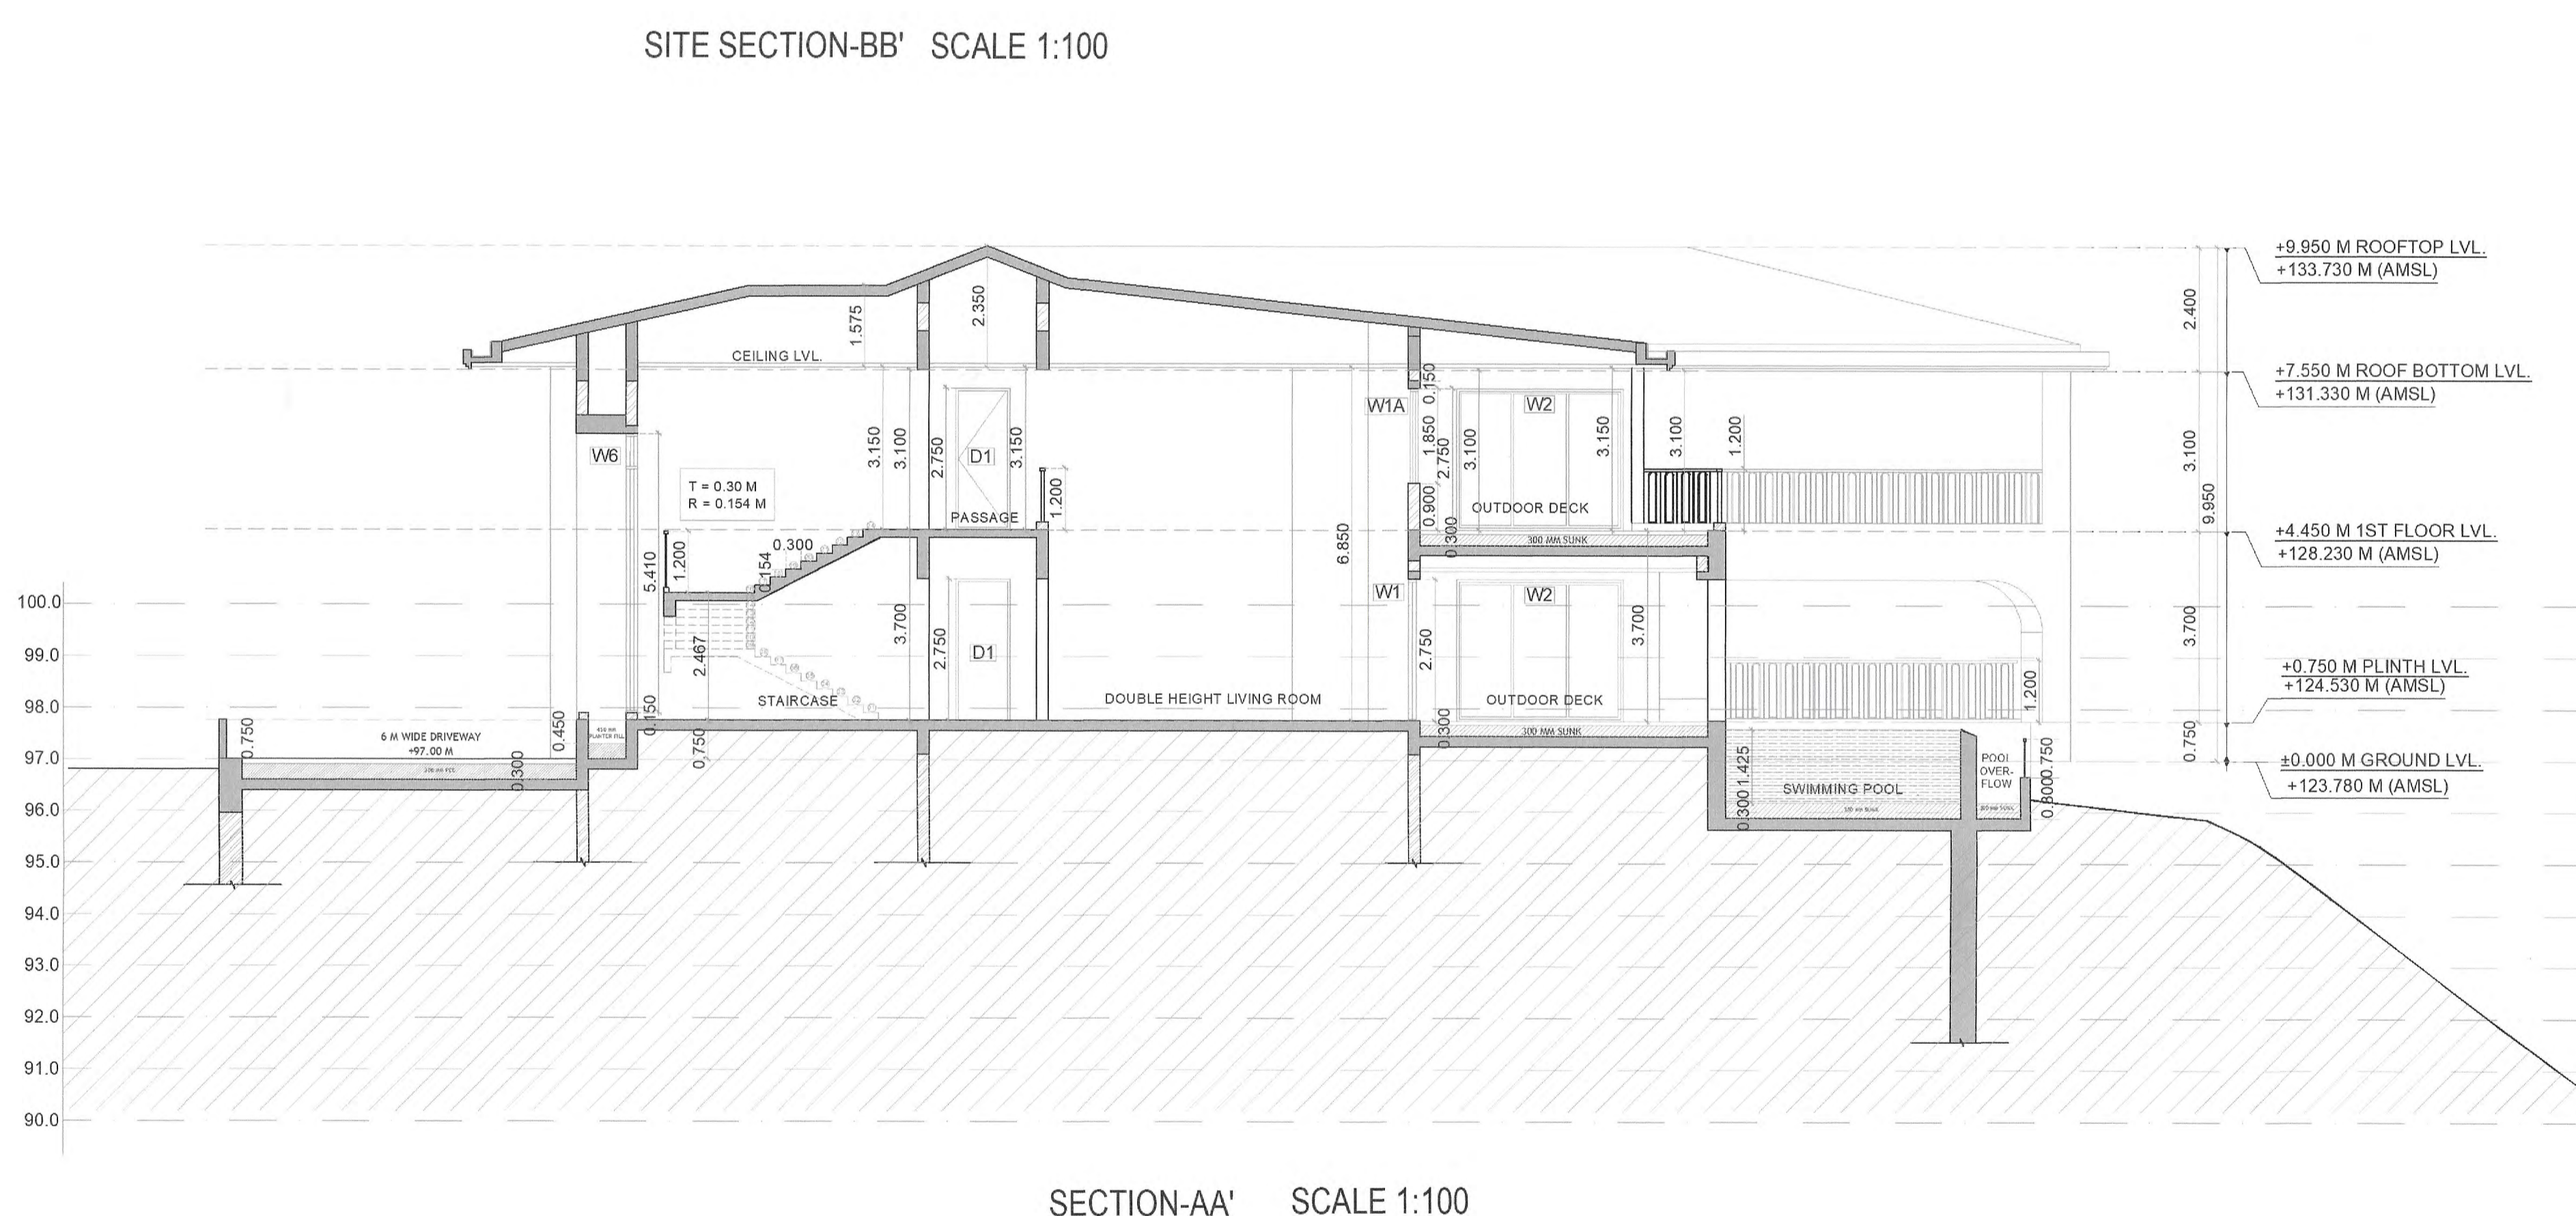 SITE SECTION-BB' SCALE 1:100
+9.950 M ROOFTOP LVL.
+133.730 M (AMSL)
2.400
2.350
1.575
CEILING LVL.
+7.550 M ROOF BOTTOM LVL.
+131.330 M (AMSL)
W6
T = 0.30 M
R = 0.154 M
3.150
3.100
2.750
D1
3.150
PASSAGE
1.200
W1A
0.150
1.850
2.750
0.900
3.100
W2
3.150
OUTDOOR DECK
3.100
1.200
3.100
9.950
+4.450 M 1ST FLOOR LVL.
+128.230 M (AMSL)
5.410
1.200
0.154
0.300
6.850
0.300
300 MM SUNK
100.0
99.0
98.0
97.0
96.0
95.0
94.0
93.0
92.0
91.0
90.0
2.467
3.700
2.750
D1
STAIRCASE
DOUBLE HEIGHT LIVING ROOM
W1
2.750
W2
OUTDOOR DECK
3.700
1.200
3.700
+0.750 M PLINTH LVL.
+124.530 M (AMSL)
0.750
6 M WIDE DRIVEWAY
+97.00 M
0.300
0.450
450 MM
PLANTER FILL
0.150
0.750
0.300
300 MM SUNK
1.425
0.300
SWIMMING POOL
POOL
OVER-
FLOW
0.750
0.800
0.750
±0.000 M GROUND LVL.
+123.780 M (AMSL)
SECTION-AA' SCALE 1:100